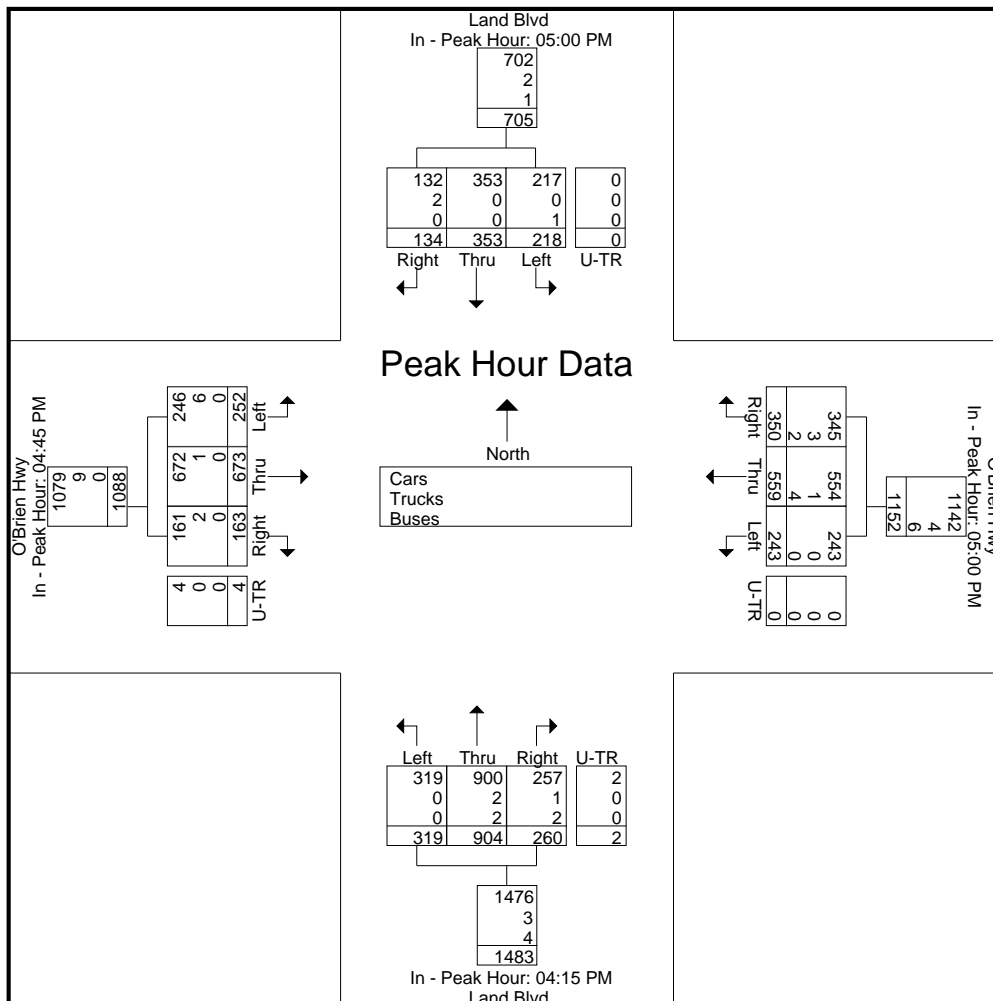 Land Blvd
In - Peak Hour: 05:00 PM
702
2
1
705
132 353 217 0
2 0 0 0
0 0 1 0
134 353 218 0
Right Thru Left U-TR
Peak Hour Data
North
Cars
Trucks
Buses
O'Brien Hwy
In - Peak Hour: 04:45 PM
1079
9
0
1088
246 6 0 252 Left
672 1 0 673 Thru
161 2 0 163 Right
4 0 0 4 U-TR
Right 350 2 3 345
Thru 559 4 1 554
Left 243 0 0 243
U-TR 0 0 0 0
1152
6
4
1142
O'Brien Hwy
In - Peak Hour: 05:00 PM
Left Thru Right U-TR
319 900 257 2
0 2 1 0
0 2 2 0
319 904 260 2
1476
3
4
1483
In - Peak Hour: 04:15 PM
Land Blvd